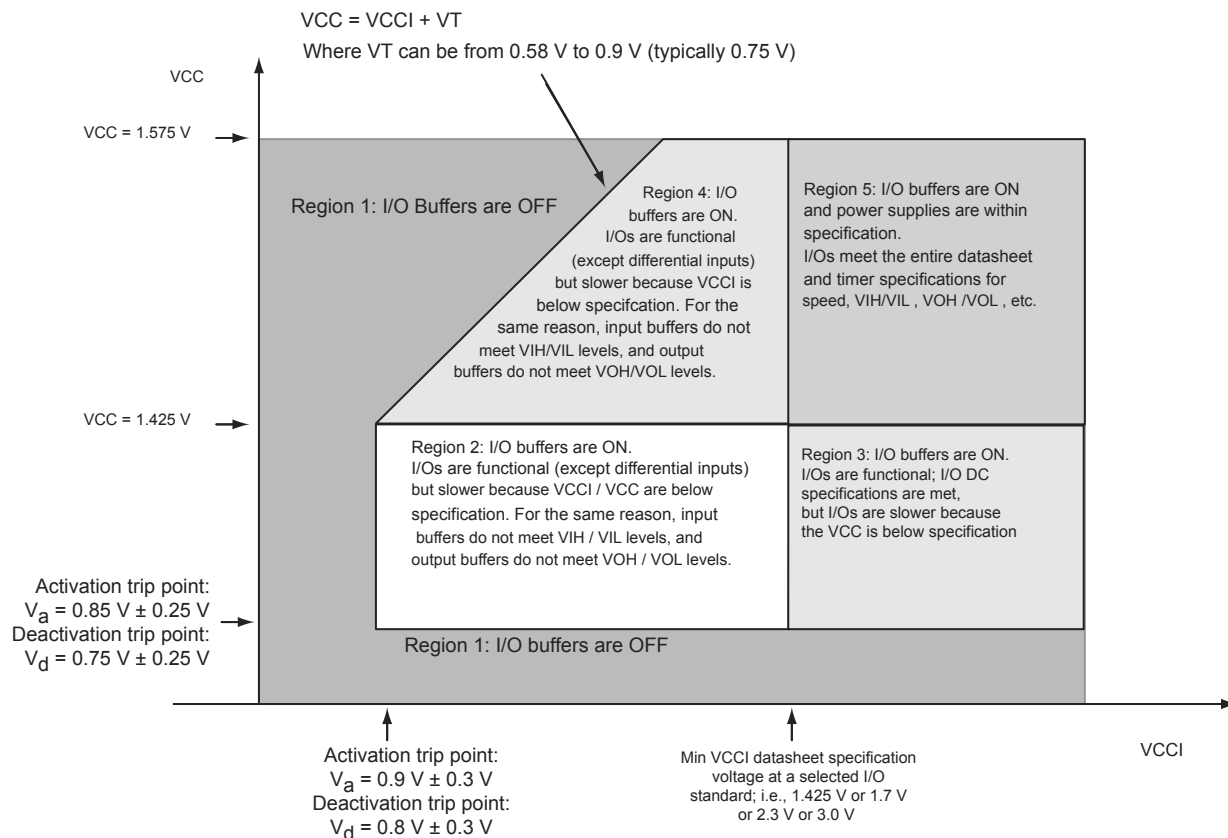 VCC = VCCI + VT
Where VT can be from 0.58 V to 0.9 V (typically 0.75 V)
VCC
VCC = 1.575 V
Region 1: I/O Buffers are OFF
Region 4: I/O
buffers are ON.
I/Os are functional
(except differential inputs)
but slower because VCCI is
below specifcation. For the
same reason, input buffers do not
meet VIH/VIL levels, and output
buffers do not meet VOH/VOL levels.
Region 5: I/O buffers are ON
and power supplies are within
specification.
I/Os meet the entire datasheet
and timer specifications for
speed, VIH/VIL , VOH /VOL , etc.
VCC = 1.425 V
Region 2: I/O buffers are ON.
I/Os are functional (except differential inputs)
but slower because VCCI / VCC are below
specification. For the same reason, input
buffers do not meet VIH / VIL levels, and
output buffers do not meet VOH / VOL levels.
Region 3: I/O buffers are ON.
I/Os are functional; I/O DC
specifications are met,
but I/Os are slower because
the VCC is below specification
Activation trip point:
Va = 0.85 V ± 0.25 V
Deactivation trip point:
Vd = 0.75 V ± 0.25 V
Region 1: I/O buffers are OFF
Activation trip point:
Va = 0.9 V ± 0.3 V
Deactivation trip point:
Vd = 0.8 V ± 0.3 V
Min VCCI datasheet specification
voltage at a selected I/O
standard; i.e., 1.425 V or 1.7 V
or 2.3 V or 3.0 V
VCCI